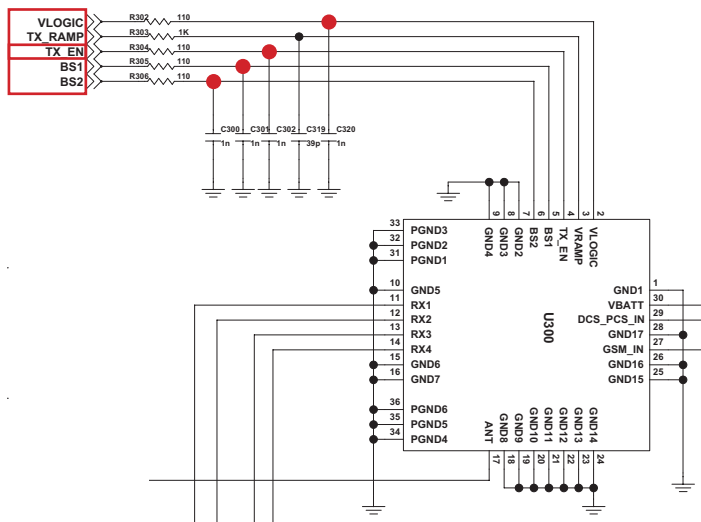 VLOGIC R302 110
TX_RAMP R303 1K
TX_EN R304 110
BS1 R305 110
BS2 R306 110
C300 C301 C302 C319 C320
1n 1n 1n 39p 1n
9 8 7 6 5 4 3 2
GND4 GND3 GND2 BS2 BS1 TX_EN VRAMP VLOGIC
33 PGND3
32 PGND2
31 PGND1
10 GND5
11 RX1
12 RX2
13 RX3
14 RX4
15 GND6
16 GND7
36 PGND6
35 PGND5
34 PGND4
U300
GND1 1
VBATT 30
DCS_PCS_IN 29
GND17 28
GSM_IN 27
GND16 26
GND15 25
ANT GND8 GND9 GND10 GND11 GND12 GND13 GND14
17 18 19 20 21 22 23 24